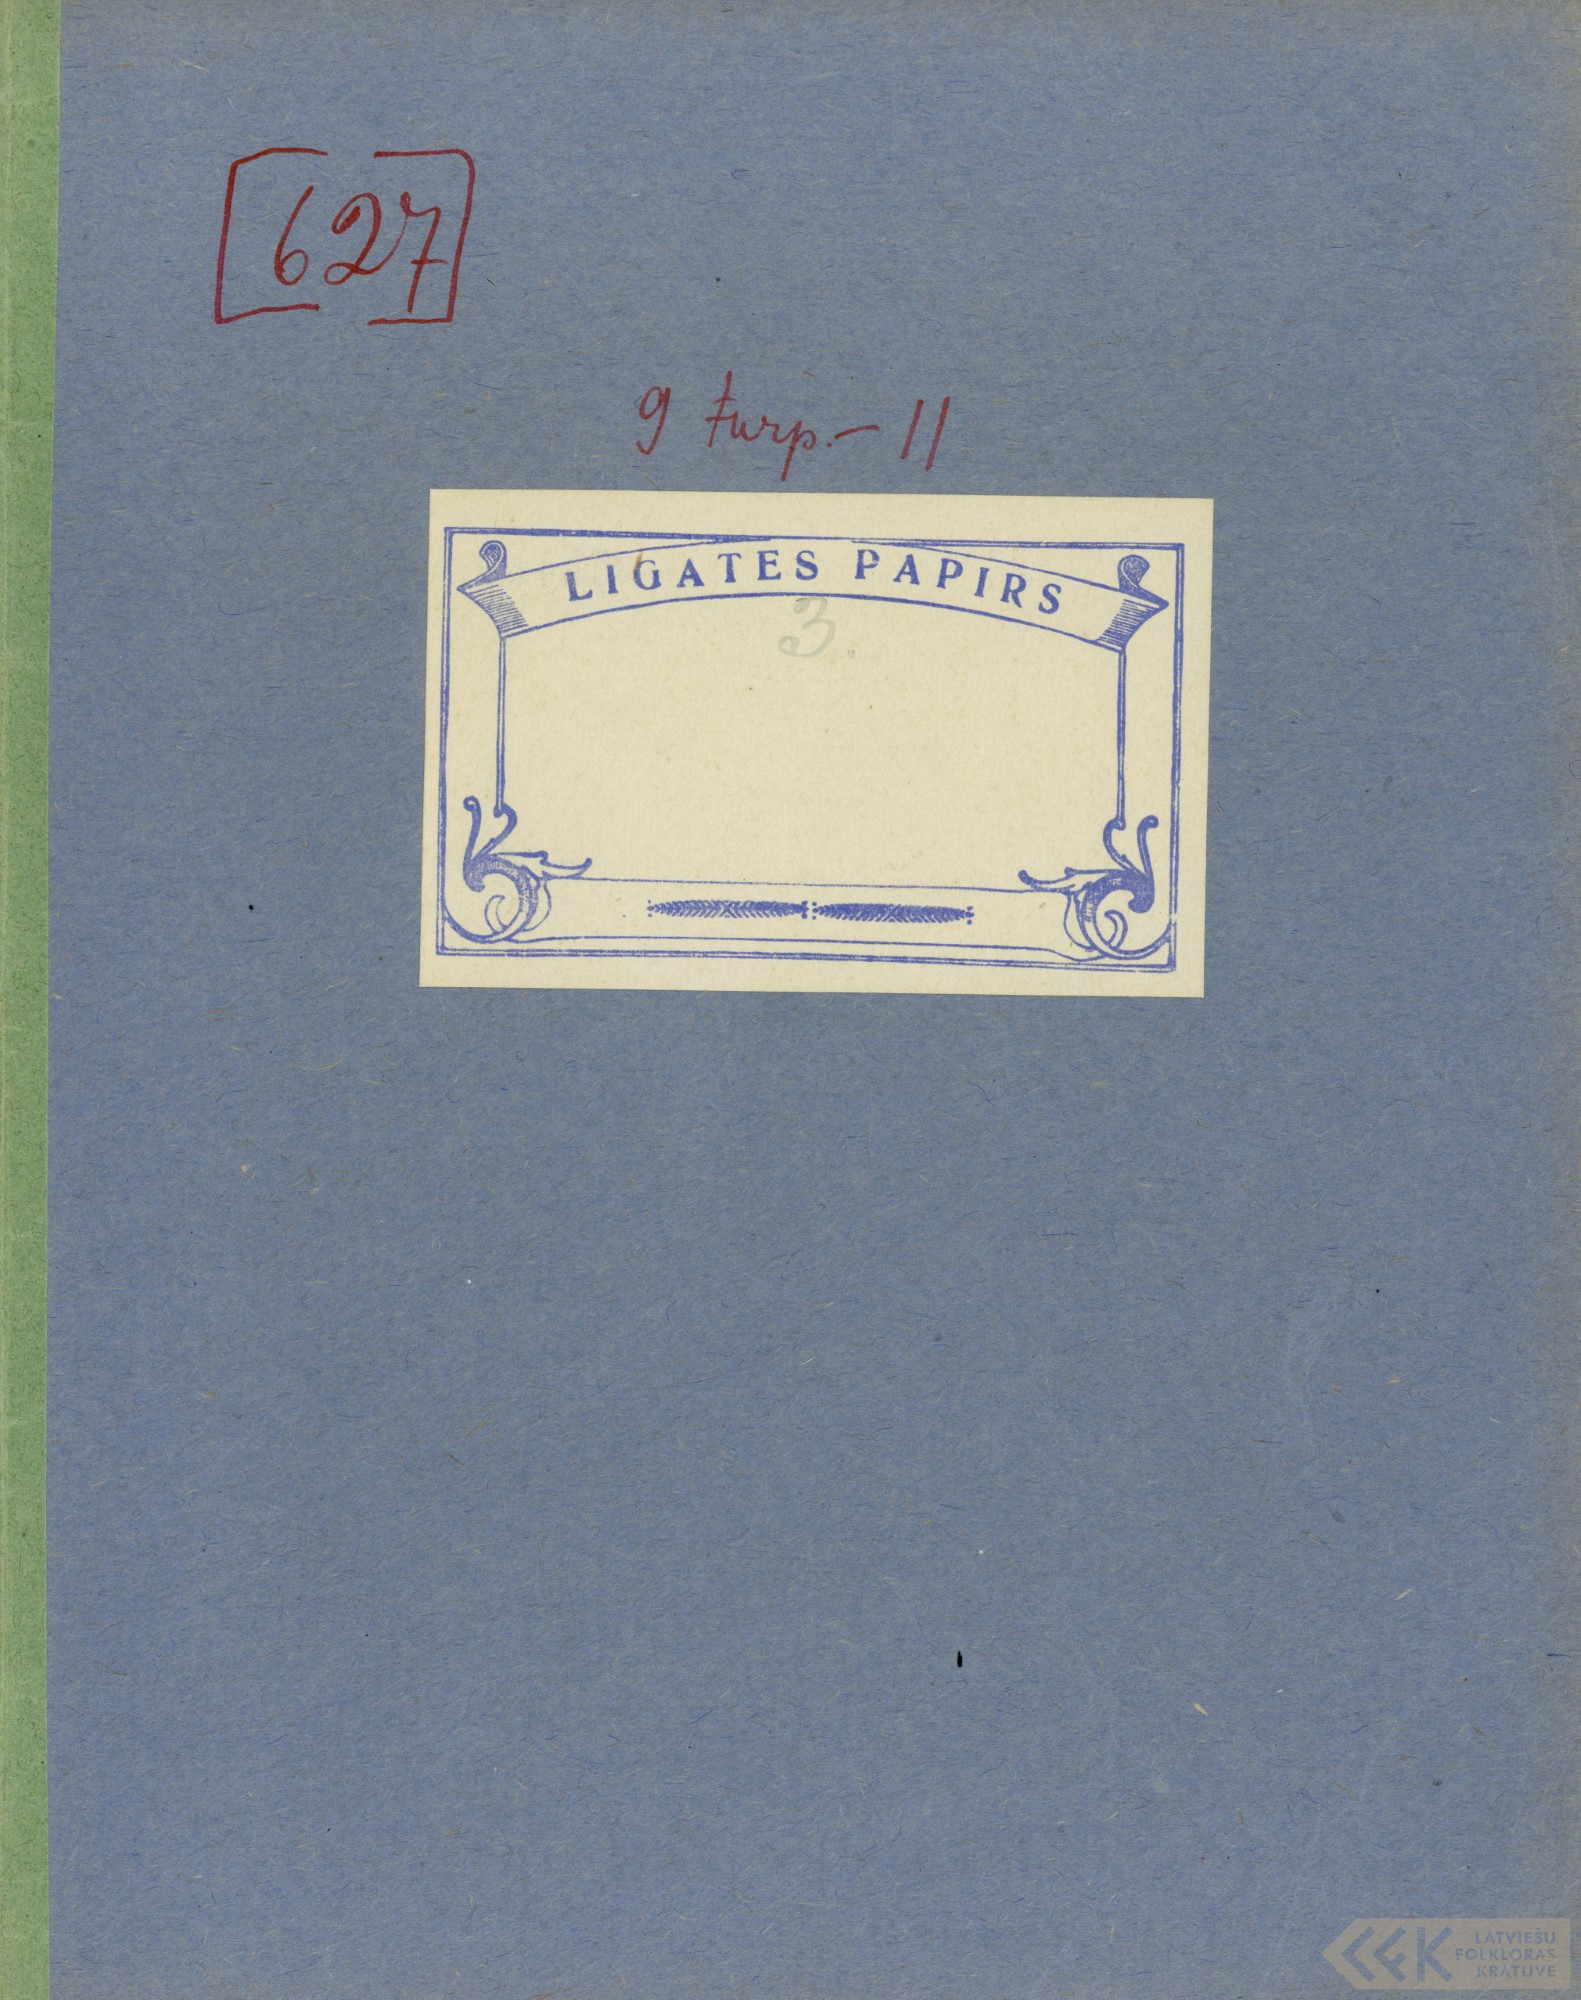 [627]
9 turp.- 11
LIGATES PAPIRS
3.
LATVIEŠU
FOLKLORAS
KRĀTUVE